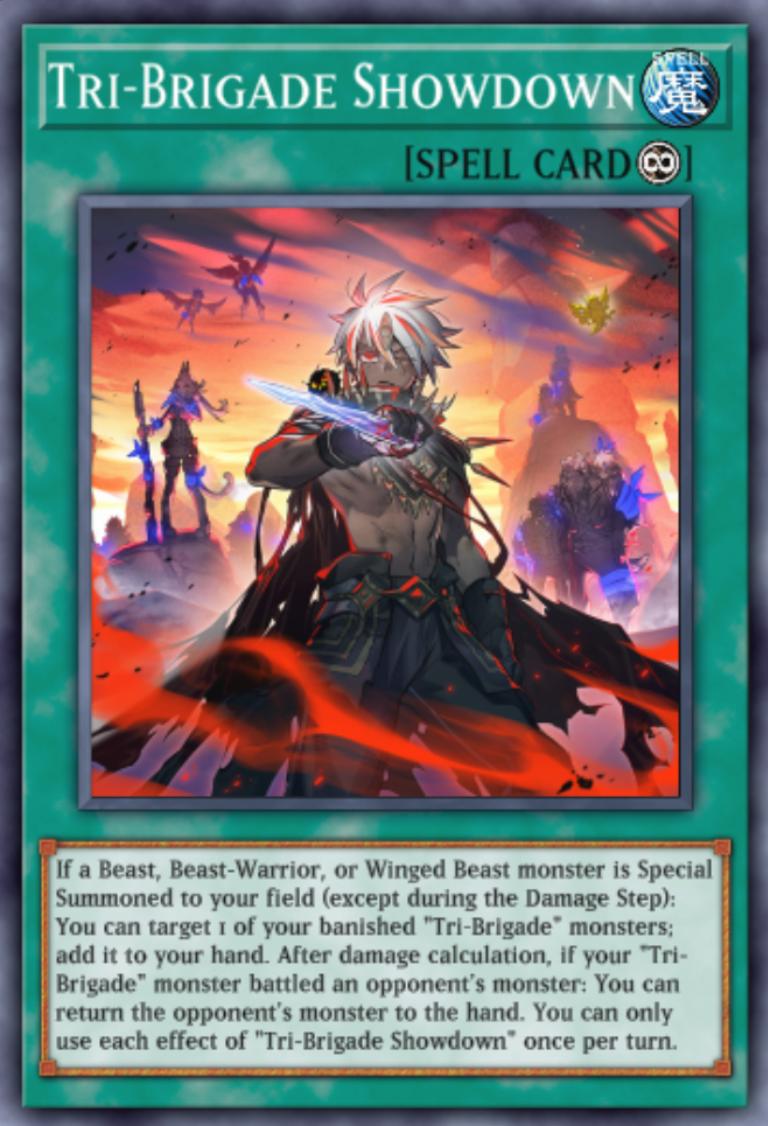 TRI-BRIGADE SHOWDOWN
SPELL
魔
[SPELL CARD]
If a Beast, Beast-Warrior, or Winged Beast monster is Special
Summoned to your field (except during the Damage Step):
You can target 1 of your banished "Tri-Brigade" monsters;
add it to your hand. After damage calculation, if your "Tri-
Brigade" monster battled an opponent's monster: You can
return the opponent's monster to the hand. You can only
use each effect of "Tri-Brigade Showdown" once per turn.